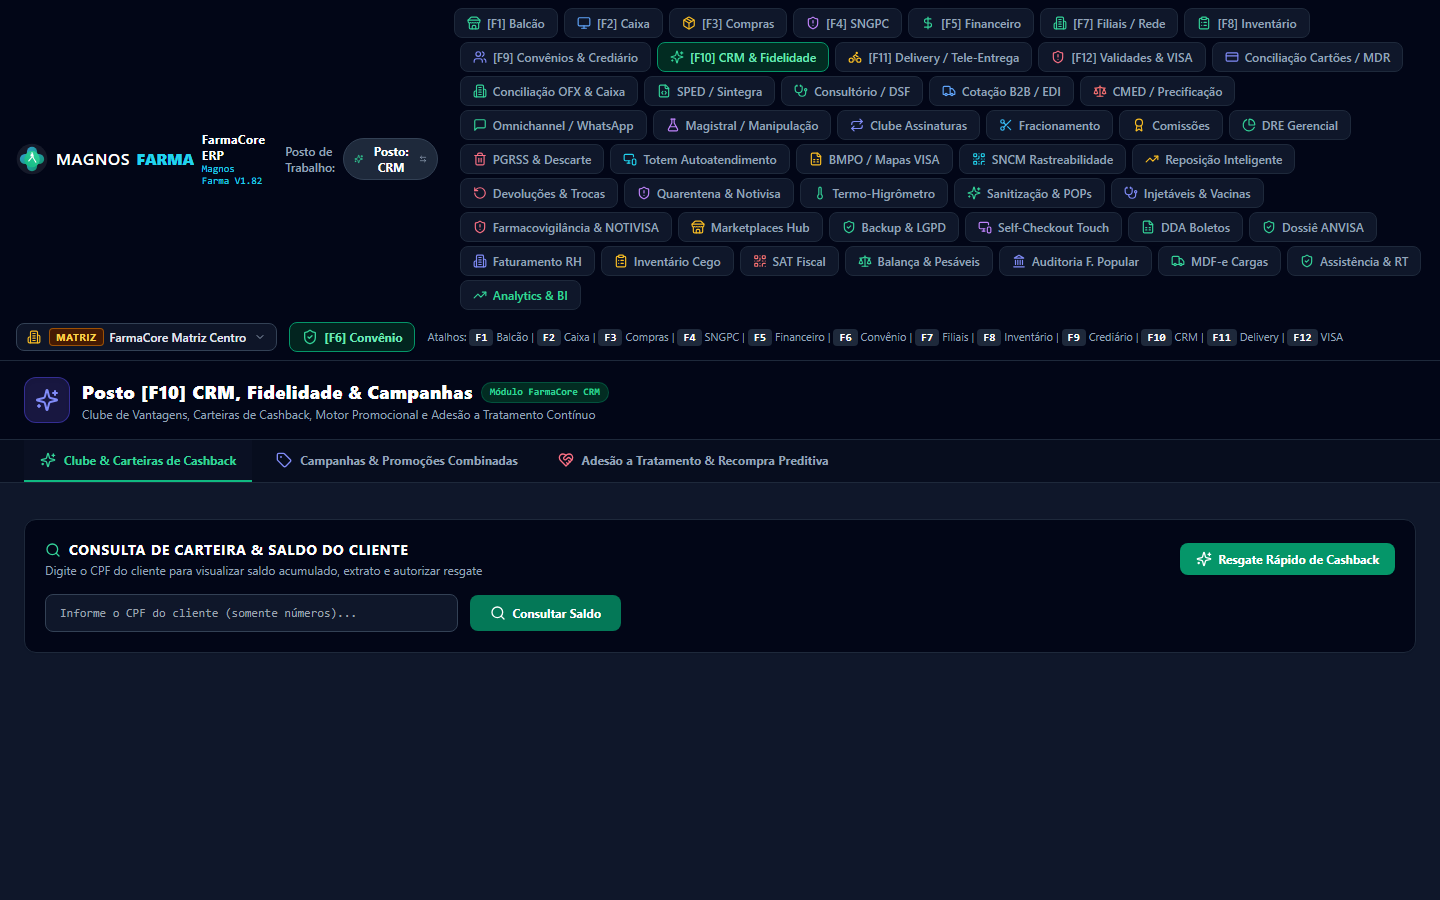 [F1] Balcão
[F2] Caixa
[F3] Compras
[F4] SNGPC
[F5] Financeiro
[F7] Filiais / Rede
[F8] Inventário
[F9] Convênios & Crediário
[F10] CRM & Fidelidade
[F11] Delivery / Tele-Entrega
[F12] Validades & VISA
Conciliação Cartões / MDR
Conciliação OFX & Caixa
SPED / Sintegra
Consultório / DSF
Cotação B2B / EDI
CMED / Precificação
Omnichannel / WhatsApp
Magistral / Manipulação
Clube Assinaturas
Fracionamento
Comissões
DRE Gerencial
MAGNOS FARMA
FarmaCore
ERP
Magnos
Farma V1.82
Posto de
Trabalho:
Posto:
CRM
PGRSS & Descarte
Totem Autoatendimento
BMPO / Mapas VISA
SNCM Rastreabilidade
Reposição Inteligente
Devoluções & Trocas
Quarentena & Notivisa
Termo-Higrômetro
Sanitização & POPs
Injetáveis & Vacinas
Farmacovigilância & NOTIVISA
Marketplaces Hub
Backup & LGPD
Self-Checkout Touch
DDA Boletos
Dossiê ANVISA
Faturamento RH
Inventário Cego
SAT Fiscal
Balança & Pesáveis
Auditoria F. Popular
MDF-e Cargas
Assistência & RT
Analytics & BI
MATRIZ FarmaCore Matriz Centro
[F6] Convênio
Atalhos: F1 Balcão | F2 Caixa | F3 Compras | F4 SNGPC | F5 Financeiro | F6 Convênio | F7 Filiais | F8 Inventário | F9 Crediário | F10 CRM | F11 Delivery | F12 VISA
Posto [F10] CRM, Fidelidade & Campanhas
Módulo FarmaCore CRM
Clube de Vantagens, Carteiras de Cashback, Motor Promocional e Adesão a Tratamento Contínuo
Clube & Carteiras de Cashback
Campanhas & Promoções Combinadas
Adesão a Tratamento & Recompra Preditiva
CONSULTA DE CARTEIRA & SALDO DO CLIENTE
Digite o CPF do cliente para visualizar saldo acumulado, extrato e autorizar resgate
Resgate Rápido de Cashback
Informe o CPF do cliente (somente números)...
Consultar Saldo